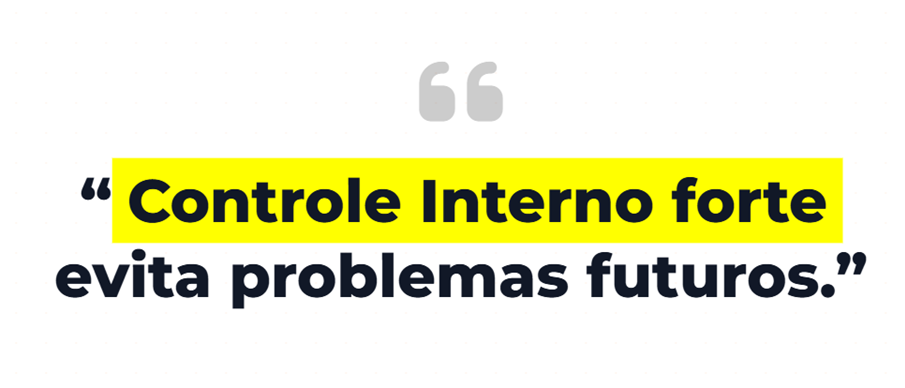 “ Controle Interno forte
evita problemas futuros.”